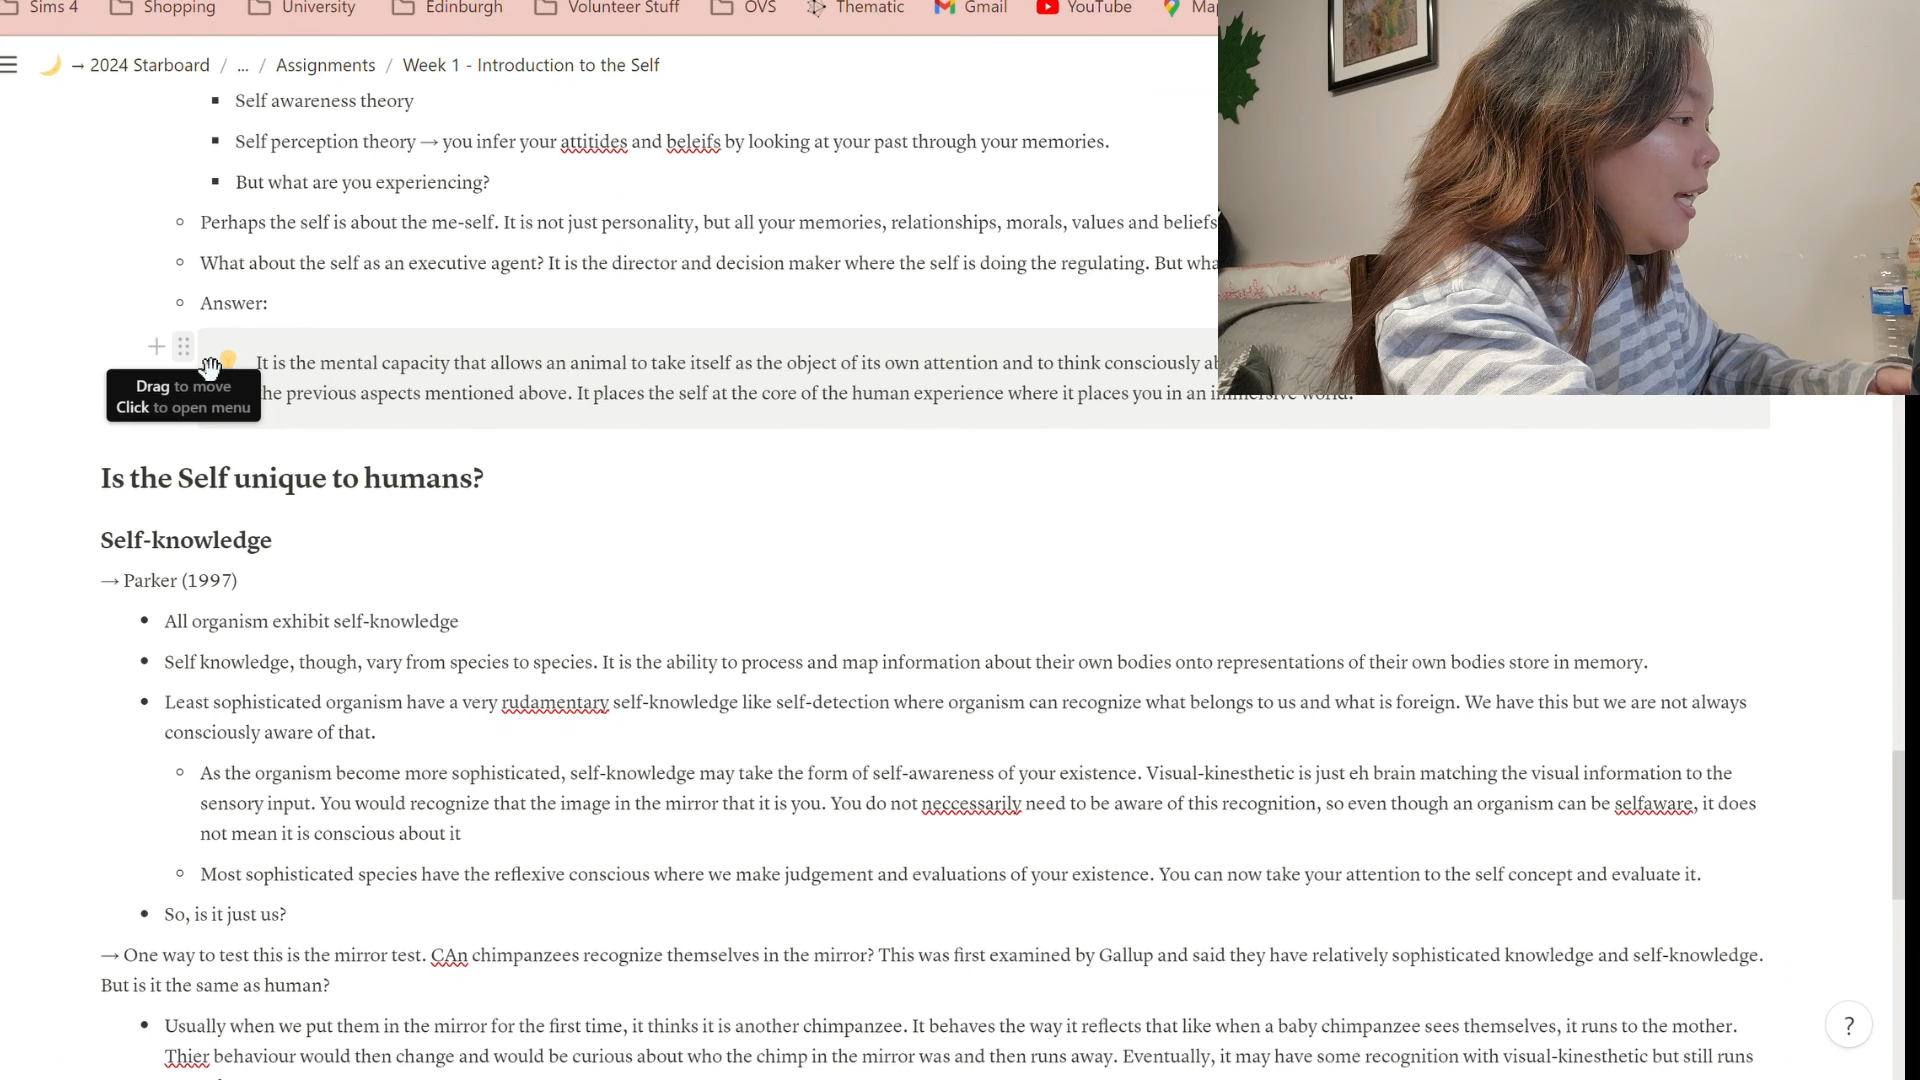 Sims 4 Shopping University Edinburgh Volunteer Stuff OVS Thematic Gmail YouTube
→ 2024 Starboard / ... / Assignments / Week 1 - Introduction to the Self
Self awareness theory
Self perception theory → you infer your attitides and beleifs by looking at your past through your memories.
But what are you experiencing?
Perhaps the self is about the me-self. It is not just personality, but all your memories, relationships, morals, values and beliefs
What about the self as an executive agent? It is the director and decision maker where the self is doing the regulating. But
Answer:
It is the mental capacity that allows an animal to take itself as the object of its own attention and to think consciously
Drag to move
Click to open menu
the previous aspects mentioned above. It places the self at the core of the human experience where it places you in an immersive world.
Is the Self unique to humans?
Self-knowledge
→ Parker (1997)
All organism exhibit self-knowledge
Self knowledge, though, vary from species to species. It is the ability to process and map information about their own bodies onto representations of their own bodies store in memory.
Least sophisticated organism have a very rudamentary self-knowledge like self-detection where organism can recognize what belongs to us and what is foreign. We have this but we are not always
consciously aware of that.
As the organism become more sophisticated, self-knowledge may take the form of self-awareness of your existence. Visual-kinesthetic is just eh brain matching the visual information to the
sensory input. You would recognize that the image in the mirror that it is you. You do not neccessarily need to be aware of this recognition, so even though an organism can be selfaware, it does
not mean it is conscious about it
Most sophisticated species have the reflexive conscious where we make judgement and evaluations of your existence. You can now take your attention to the self concept and evaluate it.
So, is it just us?
→ One way to test this is the mirror test. CAn chimpanzees recognize themselves in the mirror? This was first examined by Gallup and said they have relatively sophisticated knowledge and self-knowledge.
But is it the same as human?
Usually when we put them in the mirror for the first time, it thinks it is another chimpanzee. It behaves the way it reflects that like when a baby chimpanzee sees themselves, it runs to the mother.
Thier behaviour would then change and would be curious about who the chimp in the mirror was and then runs away. Eventually, it may have some recognition with visual-kinesthetic but still runs
?